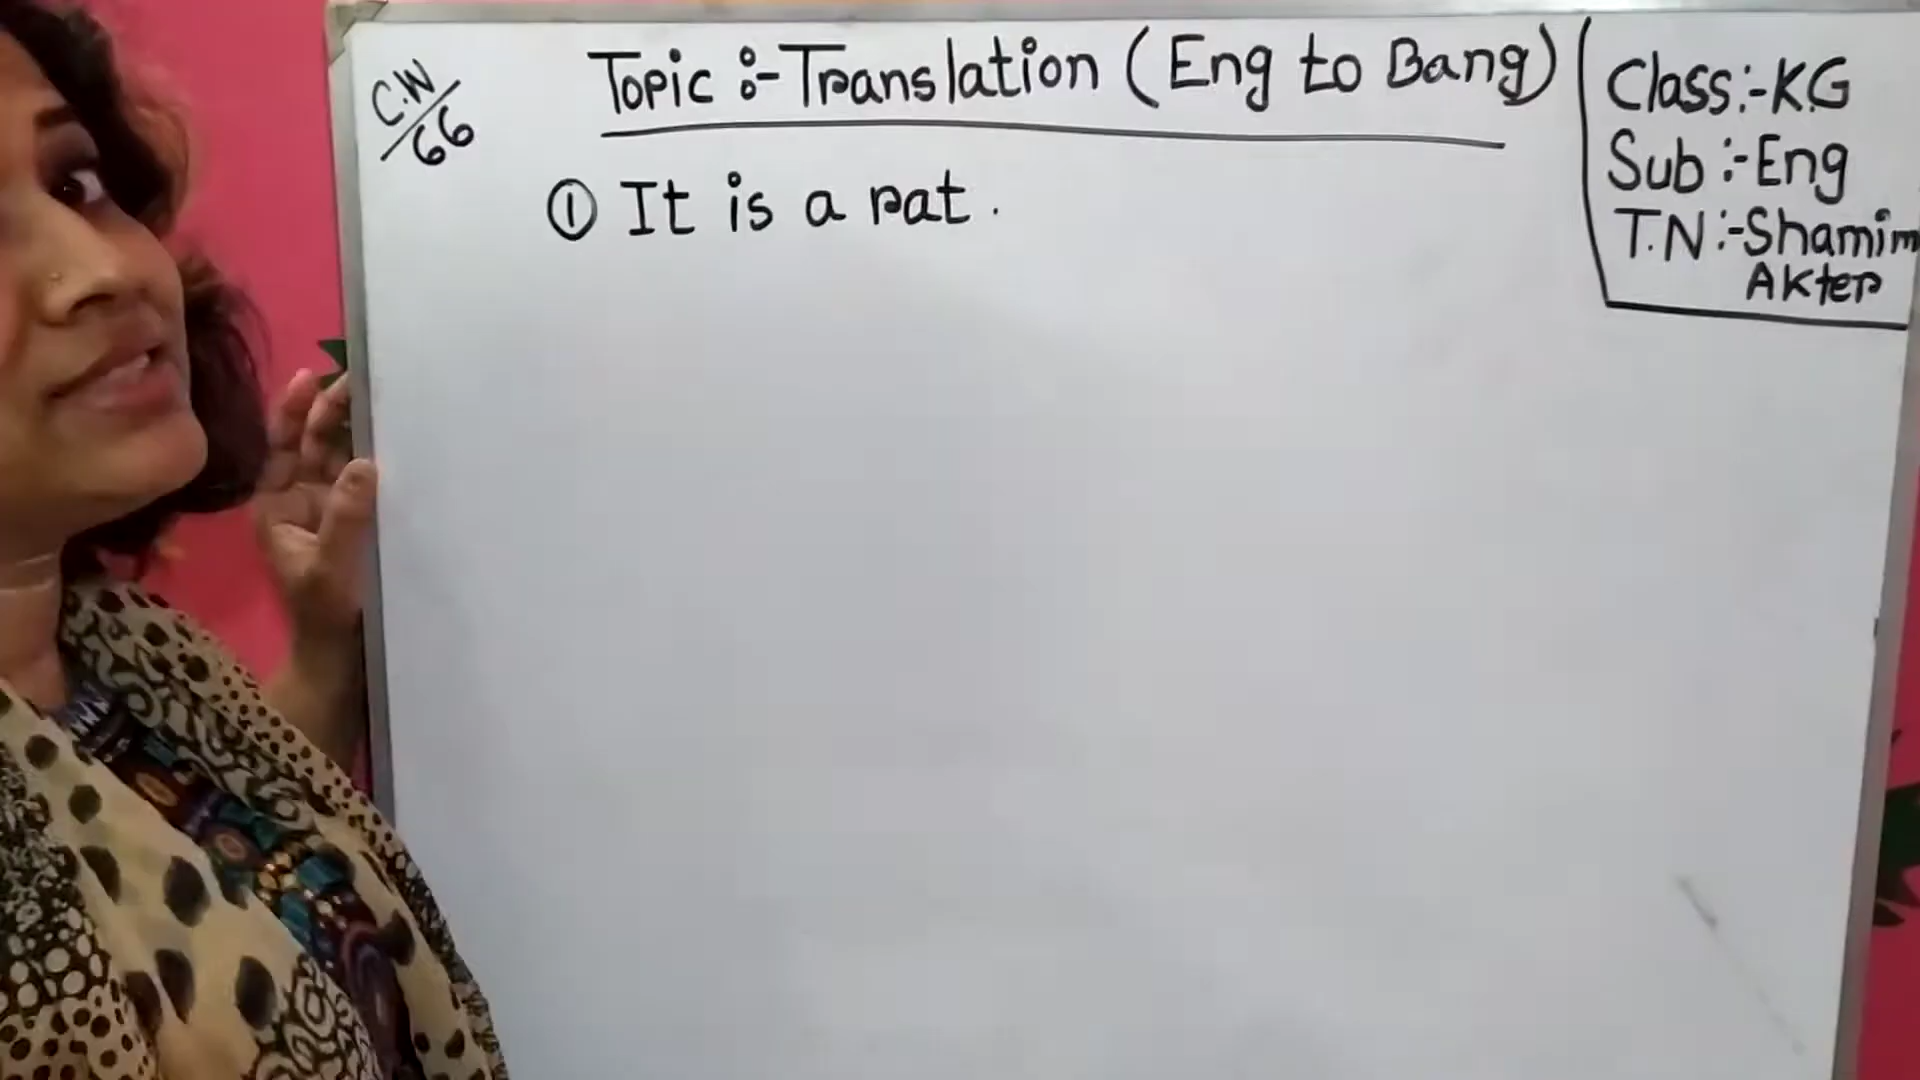 C.W/66
Topic :- Translation (Eng to Bang)
① It is a rat.
Class:- K.G
Sub :- Eng
T.N :- Shamim
Akter